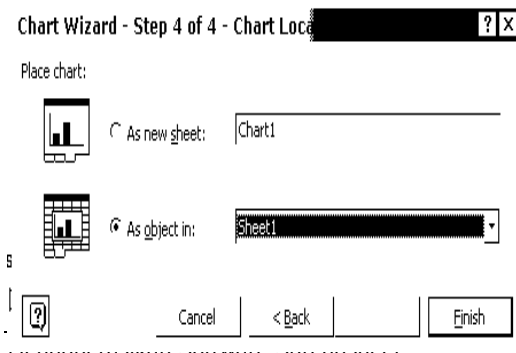 Chart Wizard - Step 4 of 4 - Chart Loca ? X
Place chart:
As new sheet: Chart1
As object in: Sheet1
s
? Cancel < Back Finish